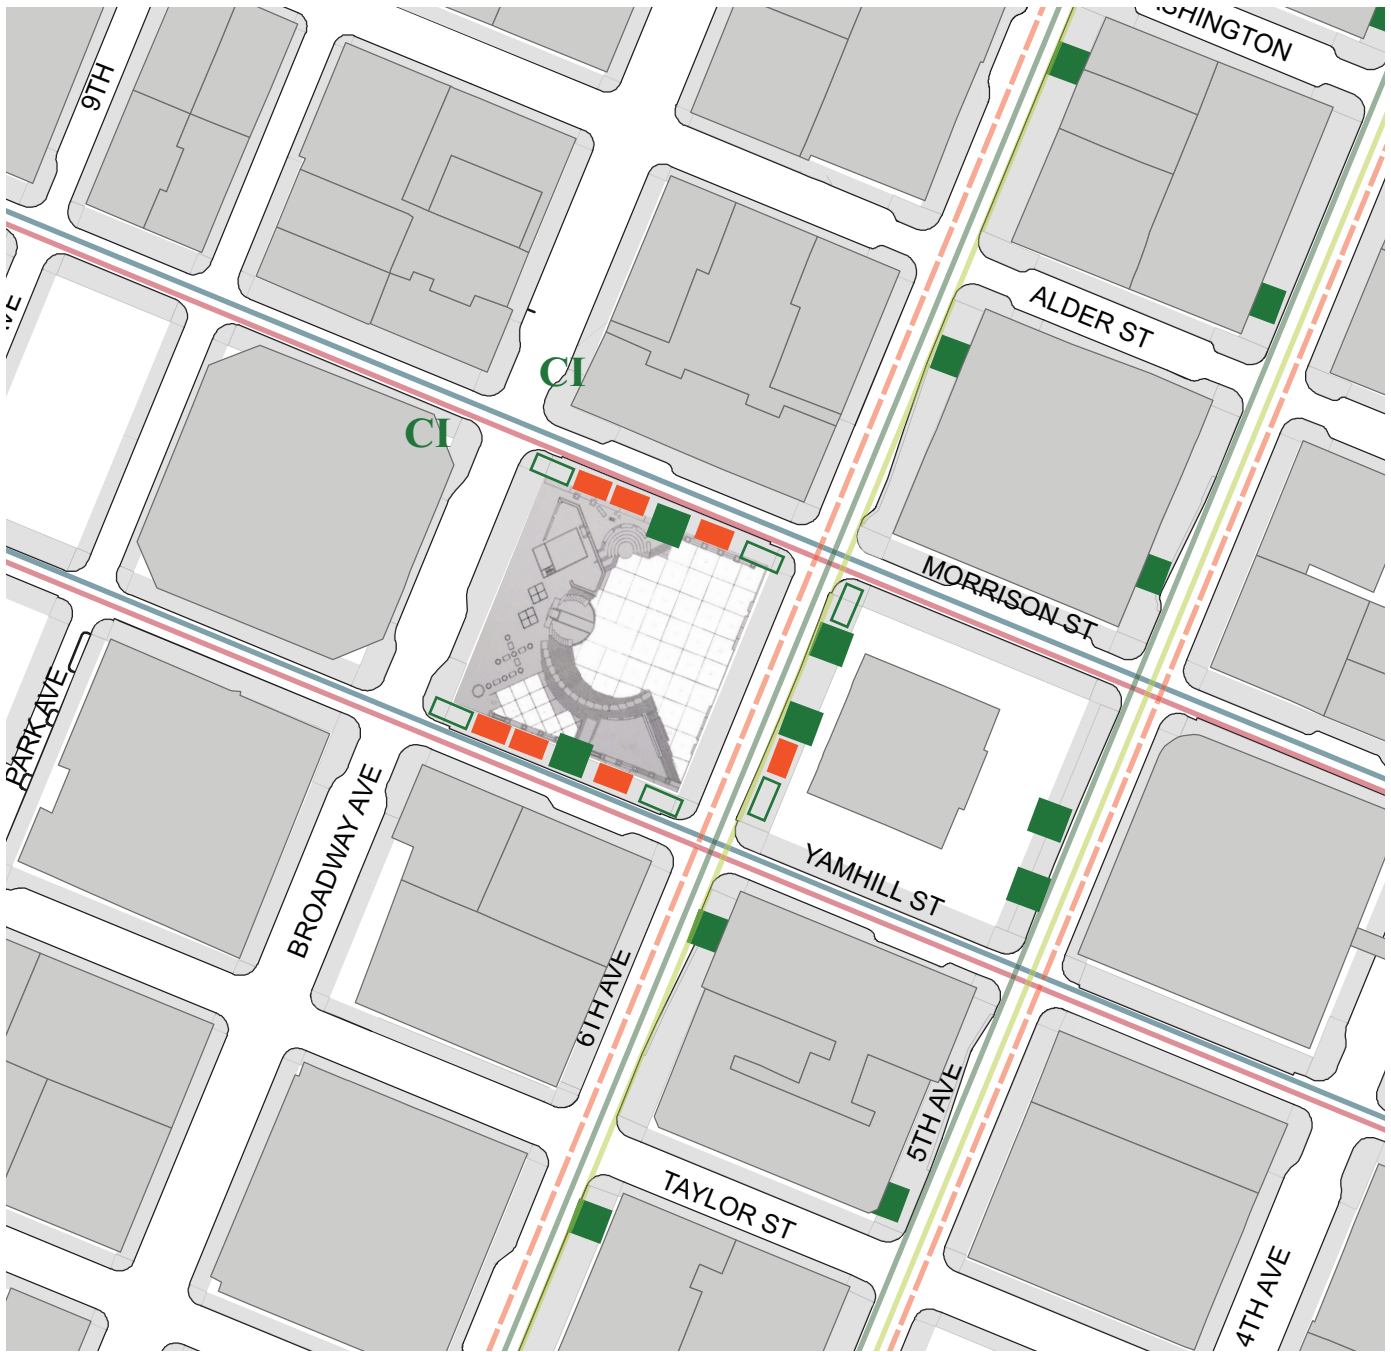 9TH
ALDER ST
CI
CI
MORRISON ST
PARK AVE
BROADWAY AVE
YAMHILL ST
6TH AVE
5TH AVE
TAYLOR ST
4TH AVE